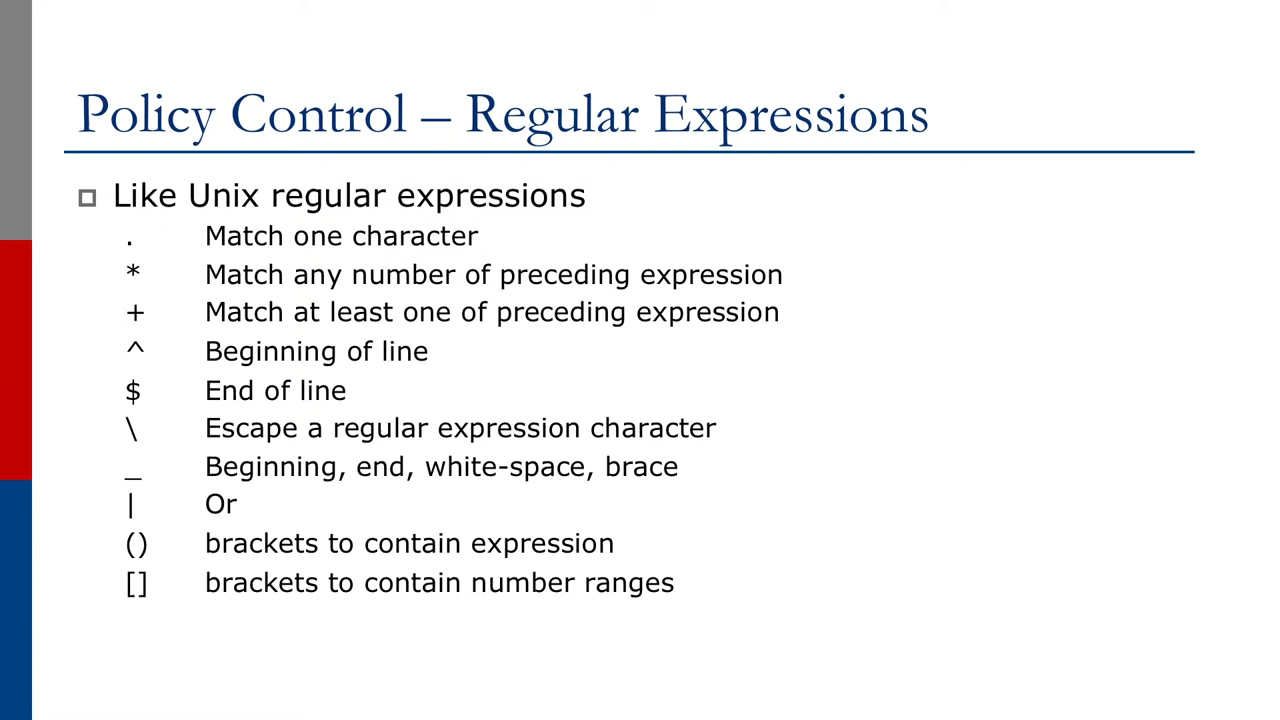 Policy Control – Regular Expressions
Like Unix regular expressions
. Match one character
* Match any number of preceding expression
+ Match at least one of preceding expression
^ Beginning of line
$ End of line
\ Escape a regular expression character
_ Beginning, end, white-space, brace
| Or
() brackets to contain expression
[] brackets to contain number ranges